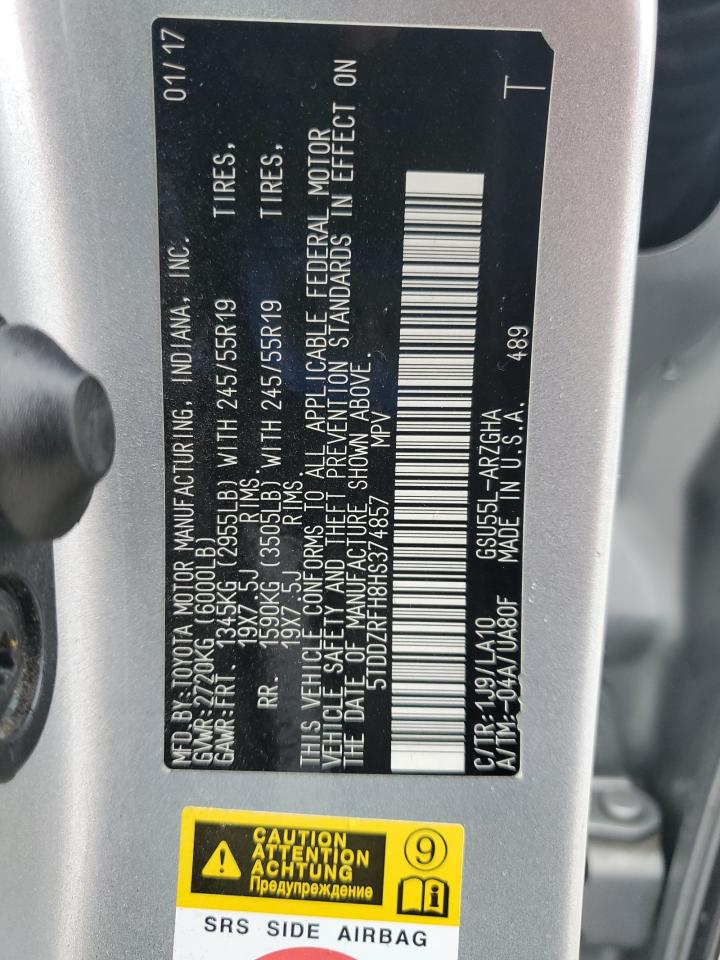 MFD.BY:TOYOTA MOTOR MANUFACTURING, INDIANA, INC. 01/17
GVWR:2720KG (6000LB)
GAWR:FRT. 1345KG (2955LB) WITH 245/55R19 TIRES,
19X7.5J RIMS.
RR. 1590KG (3505LB) WITH 245/55R19 TIRES,
19X7.5J RIMS.
THIS VEHICLE CONFORMS TO ALL APPLICABLE FEDERAL MOTOR
VEHICLE SAFETY AND THEFT PREVENTION STANDARDS IN EFFECT ON
THE DATE OF MANUFACTURE SHOWN ABOVE.
5TDDZRFH8HS374857 MPV
C/TR:1J9/LA10 GSU55L-ARZGHA
A/TM:-04A/UA80F MADE IN U.S.A. 489 T
CAUTION
ATTENTION
ACHTUNG
Предупреждение
9
i
SRS SIDE AIRBAG